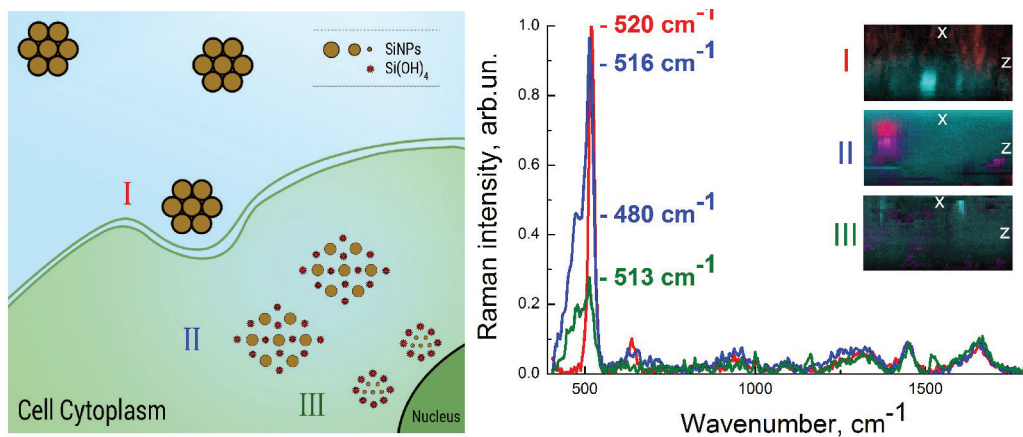 SiNPs
Si(OH)4
I
II
III
Cell Cytoplasm
Nucleus
Raman intensity, arb.un.
1.0
0.8
0.6
0.4
0.2
0.0
500
1000
1500
Wavenumber, cm-1
- 520 cm-1
- 516 cm-1
- 480 cm-1
- 513 cm-1
I
x
z
II
x
z
III
x
z